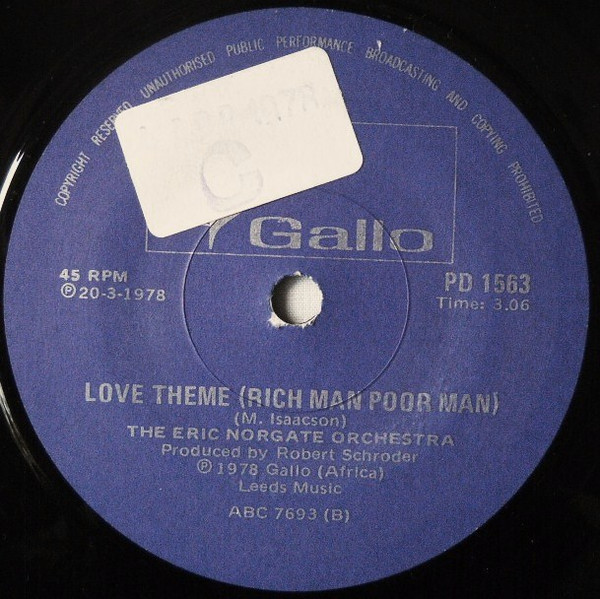 COPYRIGHT RESERVED UNAUTHORISED PUBLIC PERFORMANCE BROADCASTING AND COPYING PROHIBITED
1978
C
Gallo
45 RPM
℗20-3-1978
PD 1563
Time: 3.06
LOVE THEME (RICH MAN POOR MAN)
(M. Isaacson)
THE ERIC NORGATE ORCHESTRA
Produced by Robert Schroder
℗ 1978 Gallo (Africa)
Leeds Music
ABC 7693 (B)